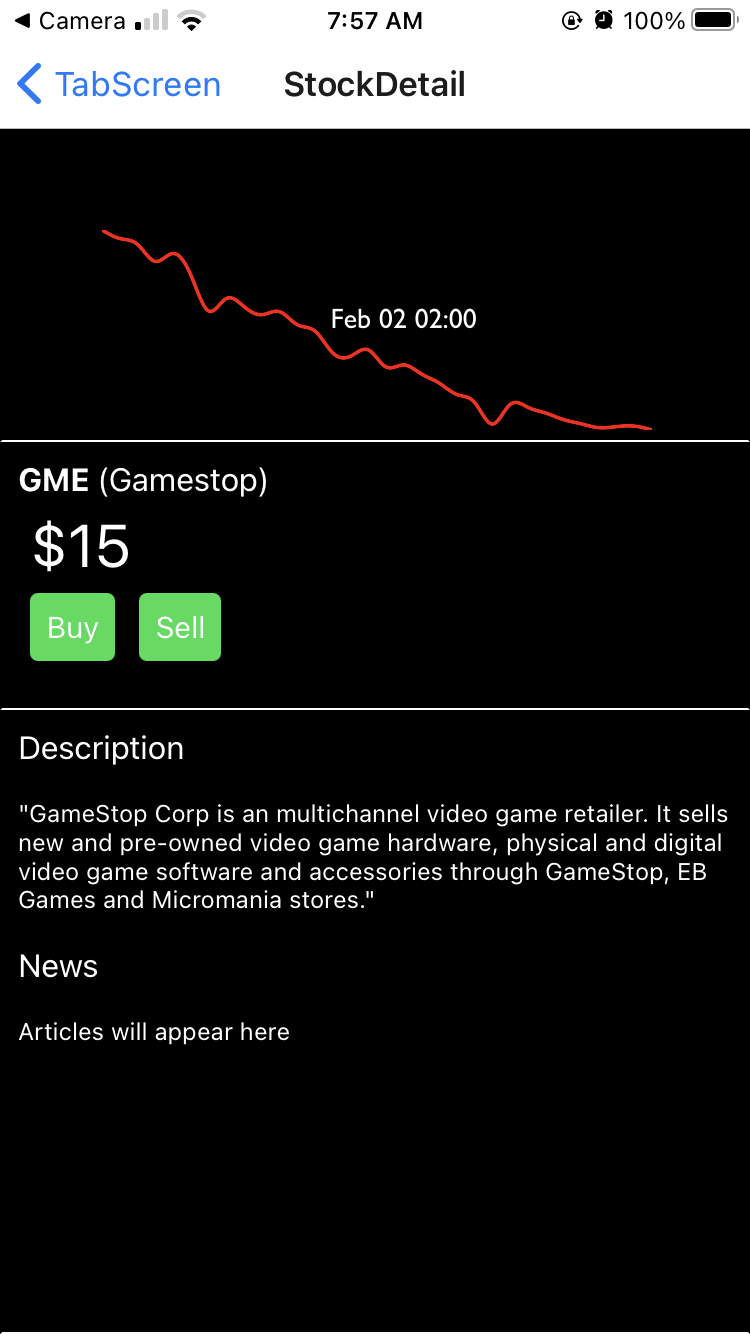 Camera 7:57 AM 100%
TabScreen StockDetail
Feb 02 02:00
GME (Gamestop)
$15
Buy Sell
Description
"GameStop Corp is an multichannel video game retailer. It sells
new and pre-owned video game hardware, physical and digital
video game software and accessories through GameStop, EB
Games and Micromania stores."
News
Articles will appear here